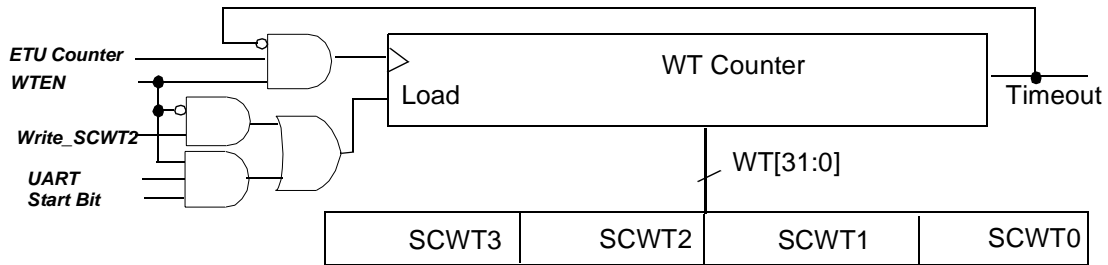 ETU Counter
WTEN
WT Counter
Load
Timeout
Write_SCWT2
UART
Start Bit
WT[31:0]
SCWT3 SCWT2 SCWT1 SCWT0